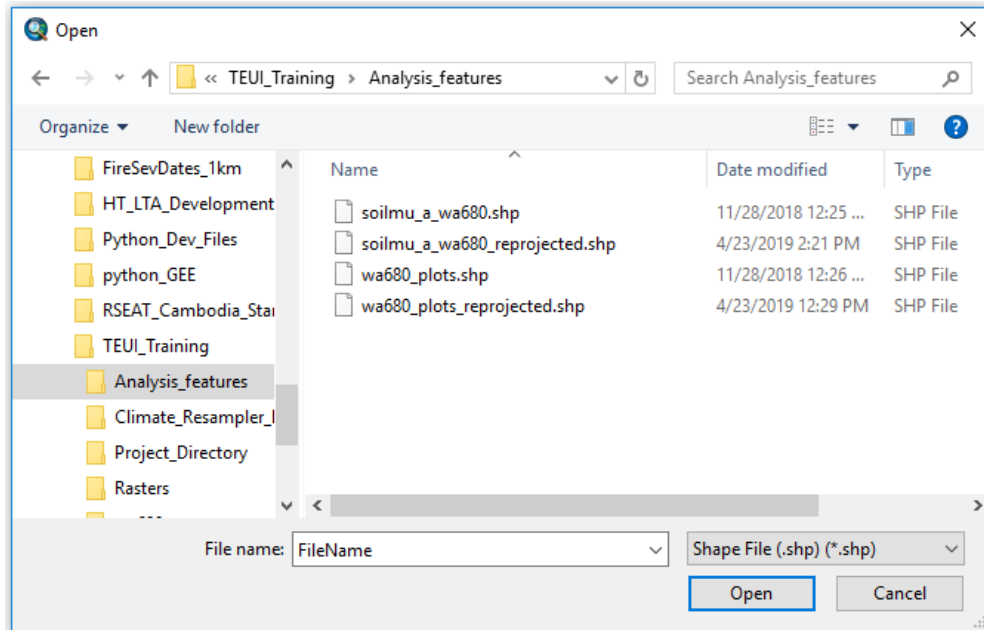 Open
« TEUI_Training > Analysis_features
Search Analysis_features
Organize
New folder
FireSevDates_1km
HT_LTA_Development
Python_Dev_Files
python_GEE
RSEAT_Cambodia_Star
TEUI_Training
Analysis_features
Climate_Resampler_
Project_Directory
Rasters
Name Date modified Type
soilmu_a_wa680.shp 11/28/2018 12:25 ... SHP File
soilmu_a_wa680_reprojected.shp 4/23/2019 2:21 PM SHP File
wa680_plots.shp 11/28/2018 12:26 ... SHP File
wa680_plots_reprojected.shp 4/23/2019 12:29 PM SHP File
File name: FileName
Shape File (.shp) (*.shp)
Open
Cancel